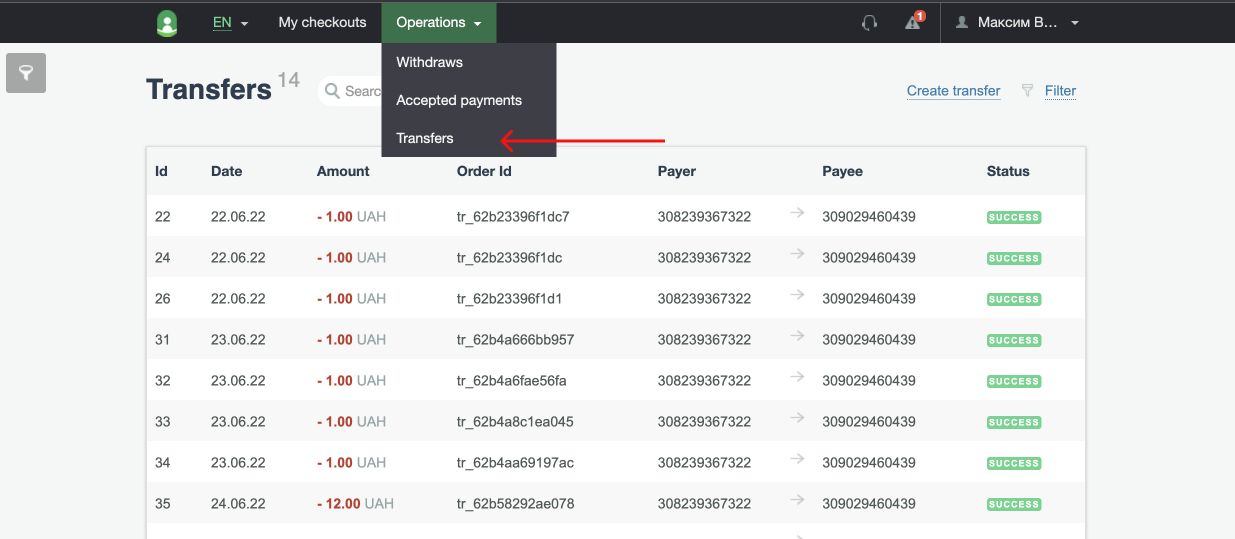 EN My checkouts Operations 1 Максим В...
Withdraws
Transfers 14 Searc Accepted payments Create transfer Filter
Transfers
Id Date Amount Order Id Payer Payee Status
22 22.06.22 - 1.00 UAH tr_62b23396f1dc7 308239367322 309029460439 SUCCESS
24 22.06.22 - 1.00 UAH tr_62b23396f1dc 308239367322 309029460439 SUCCESS
26 22.06.22 - 1.00 UAH tr_62b23396f1d1 308239367322 309029460439 SUCCESS
31 23.06.22 - 1.00 UAH tr_62b4a666bb957 308239367322 309029460439 SUCCESS
32 23.06.22 - 1.00 UAH tr_62b4a6fae56fa 308239367322 309029460439 SUCCESS
33 23.06.22 - 1.00 UAH tr_62b4a8c1ea045 308239367322 309029460439 SUCCESS
34 23.06.22 - 1.00 UAH tr_62b4aa69197ac 308239367322 309029460439 SUCCESS
35 24.06.22 - 12.00 UAH tr_62b58292ae078 308239367322 309029460439 SUCCESS